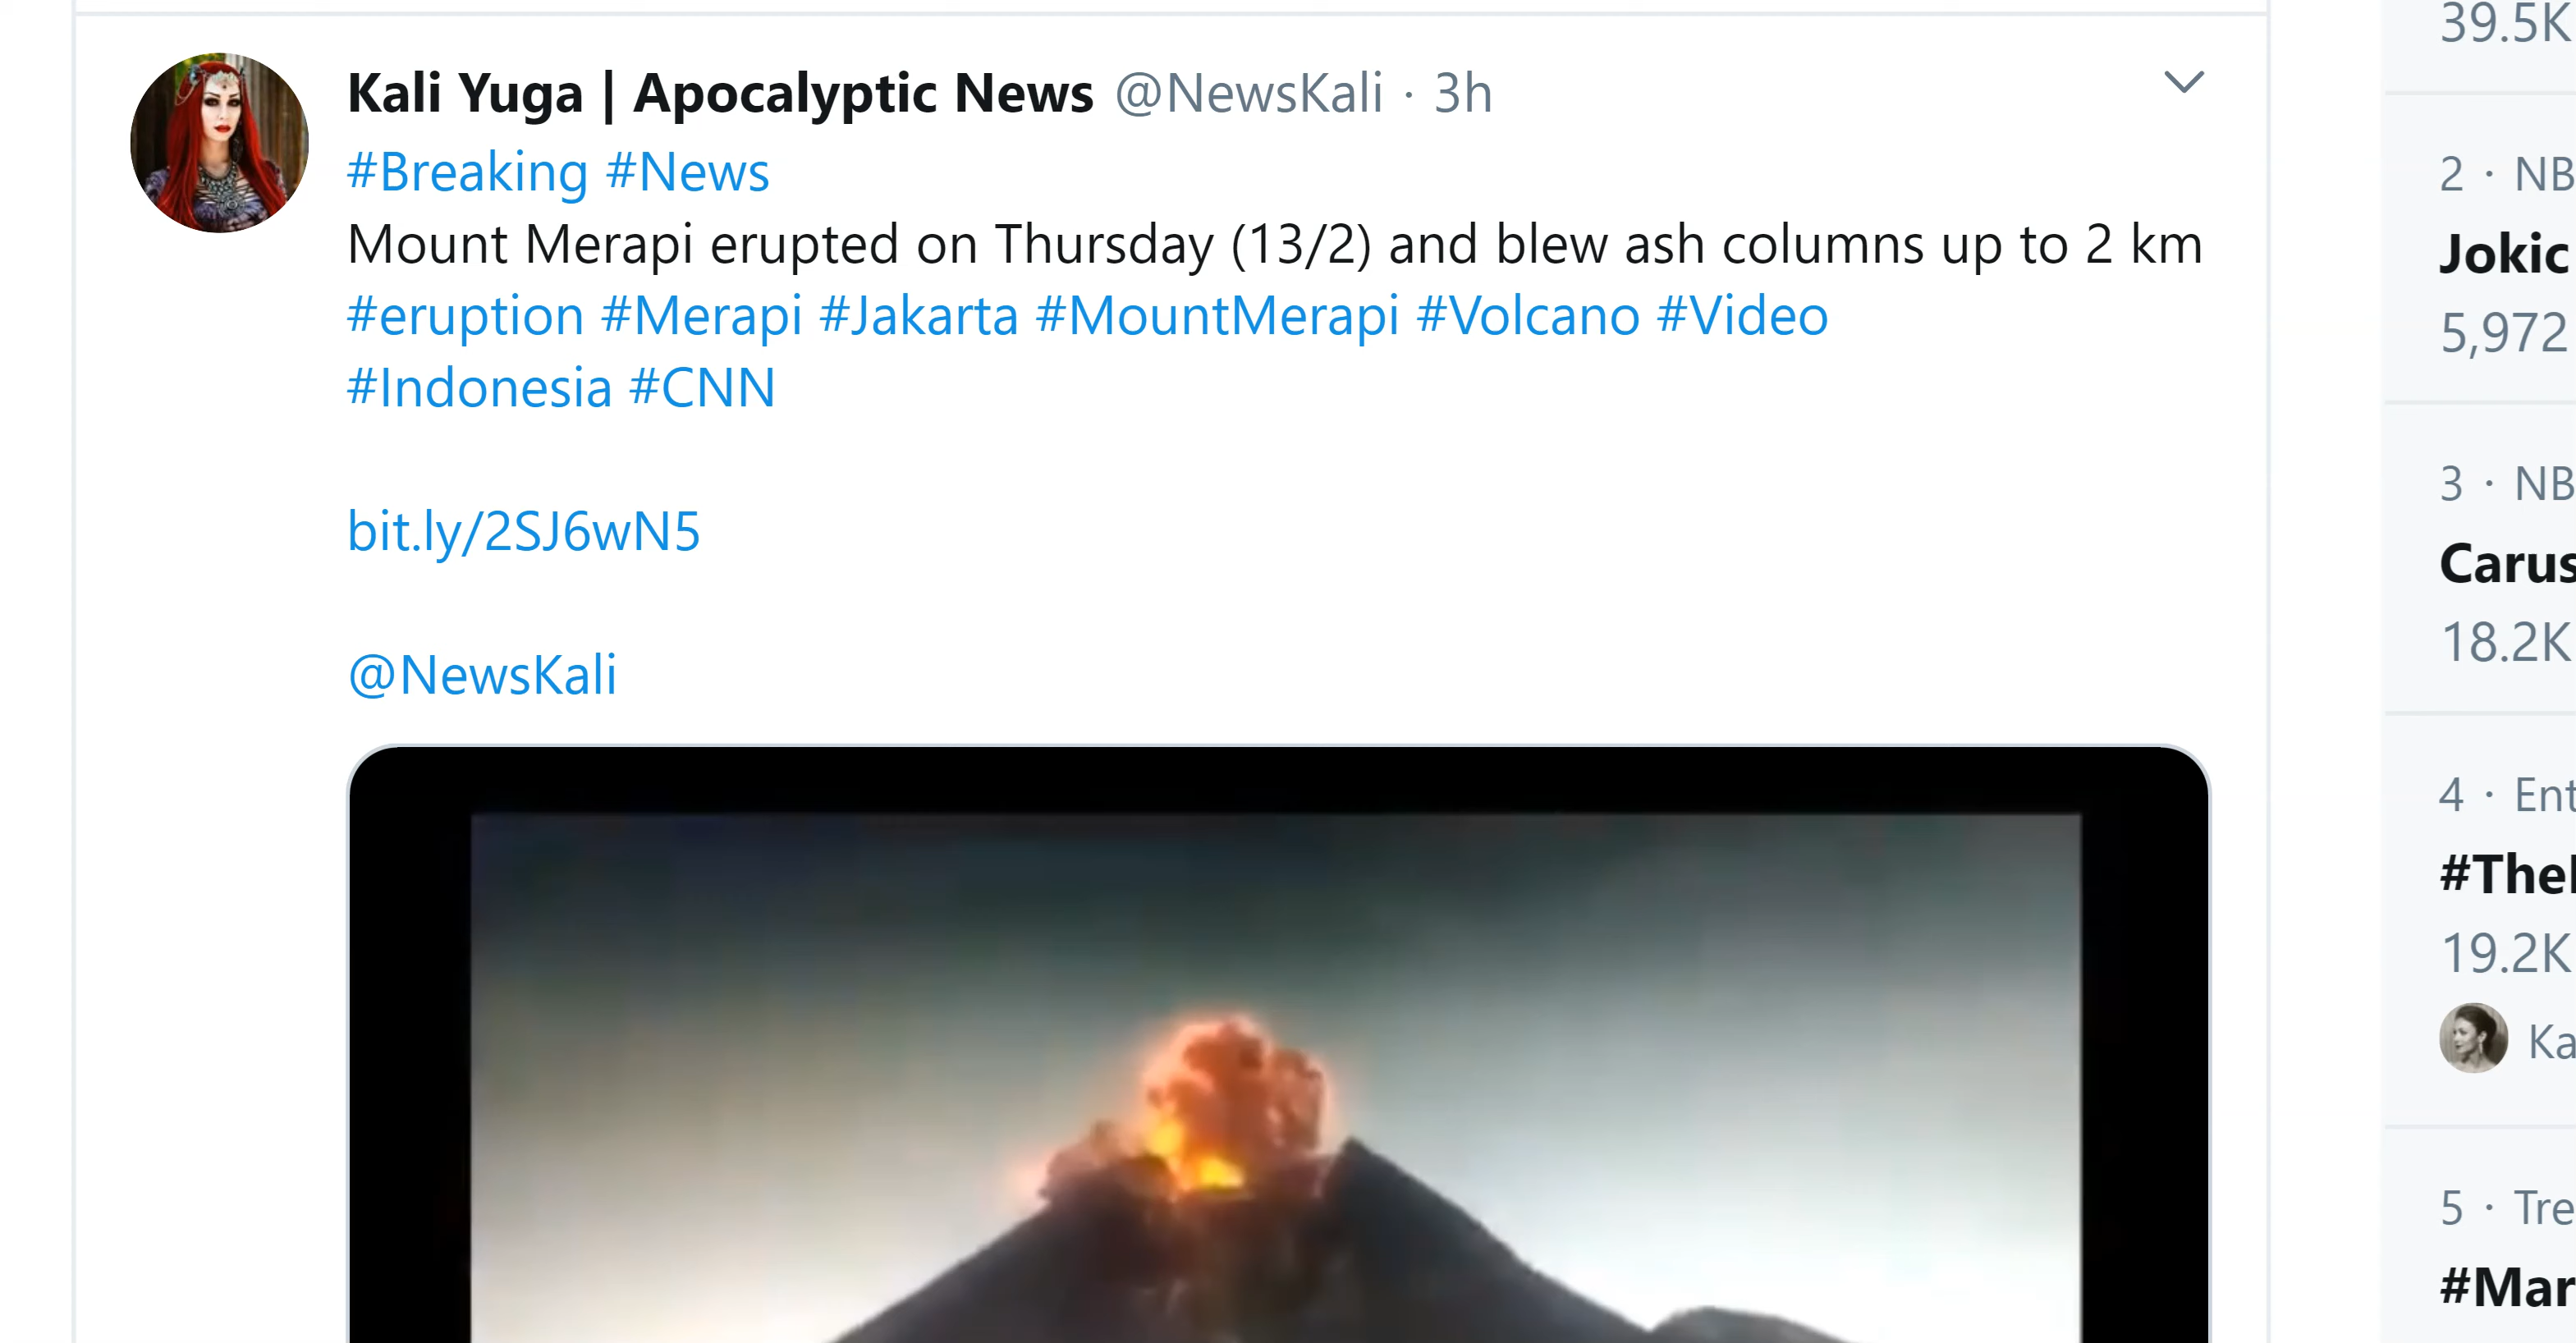 Kali Yuga | Apocalyptic News @NewsKali · 3h
#Breaking #News
Mount Merapi erupted on Thursday (13/2) and blew ash columns up to 2 km
#eruption #Merapi #Jakarta #MountMerapi #Volcano #Video
#Indonesia #CNN
bit.ly/2SJ6wN5
@NewsKali
39.5K
2 · NB
Jokic
5,972
3 · NB
Carus
18.2K
4 · Ent
#The
19.2K
Ka
5 · Tre
#Mar